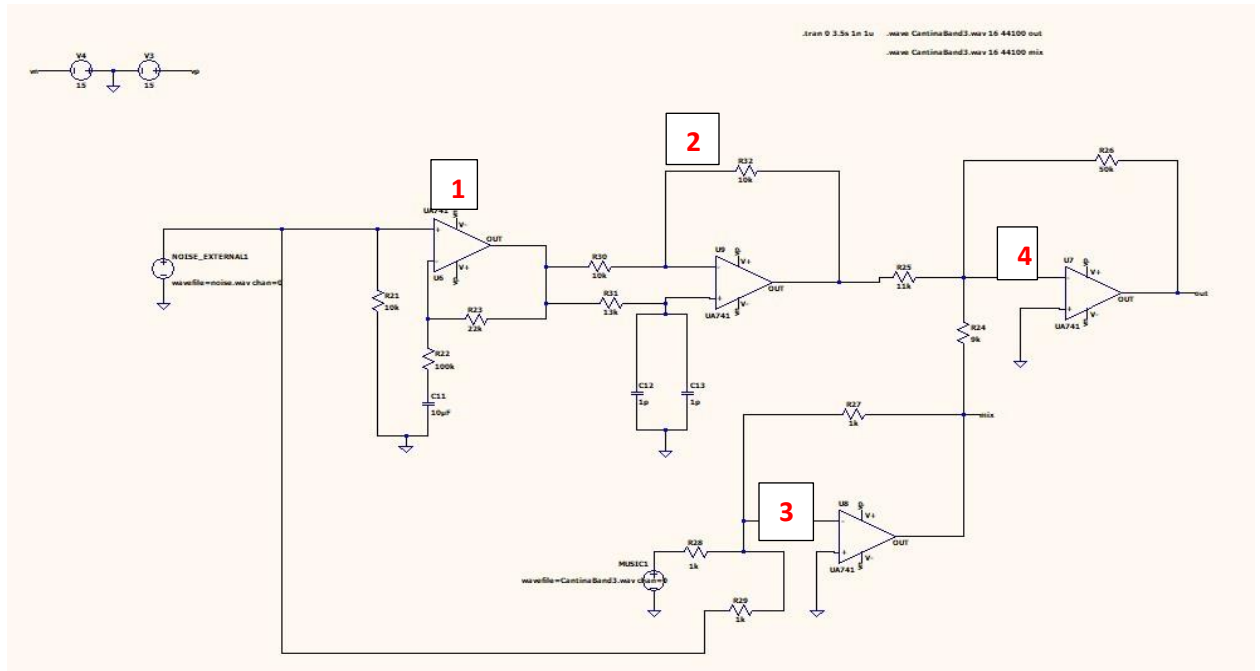 .tran 0 3.5s 1n 1u .wave CantinaBand3.wav 16 44100 out
.wave CantinaBand3.wav 16 44100 mix
V4
V3
vn
vp
15
15
2
R32
10k
R26
50k
1
UA741
V-
OUT
V+
U6
vp
NOISE_EXTERNAL1
wavefile=noise.wav chan=0
R21
10k
R23
22k
R22
100k
C11
10µF
R30
10k
R31
13k
U9
vp
V+
OUT
V-
UA741
C12
1p
C13
1p
R25
11k
4
U7
V+
OUT
V-
UA741
out
R24
9k
R27
1k
mix
3
U8
V+
OUT
V-
UA741
R28
1k
MUSIC1
wavefile=CantinaBand3.wav chan=0
R29
1k